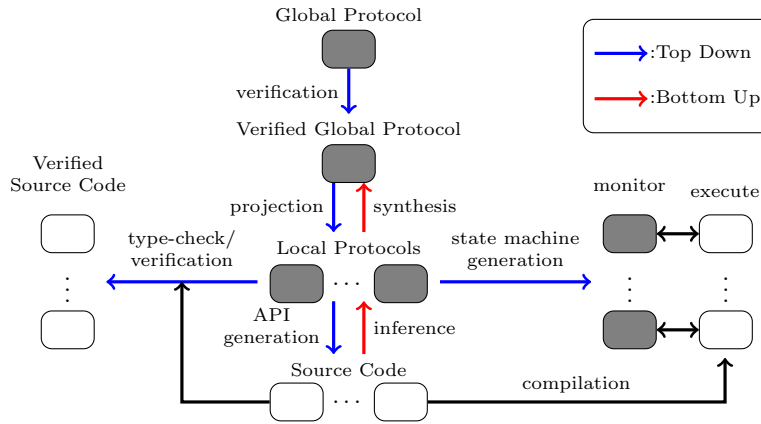 Global Protocol
:Top Down
:Bottom Up
verification
Verified Global Protocol
Verified
Source Code
projection
synthesis
monitor
execute
type-check/
verification
Local Protocols
state machine
generation
API
generation
inference
Source Code
compilation